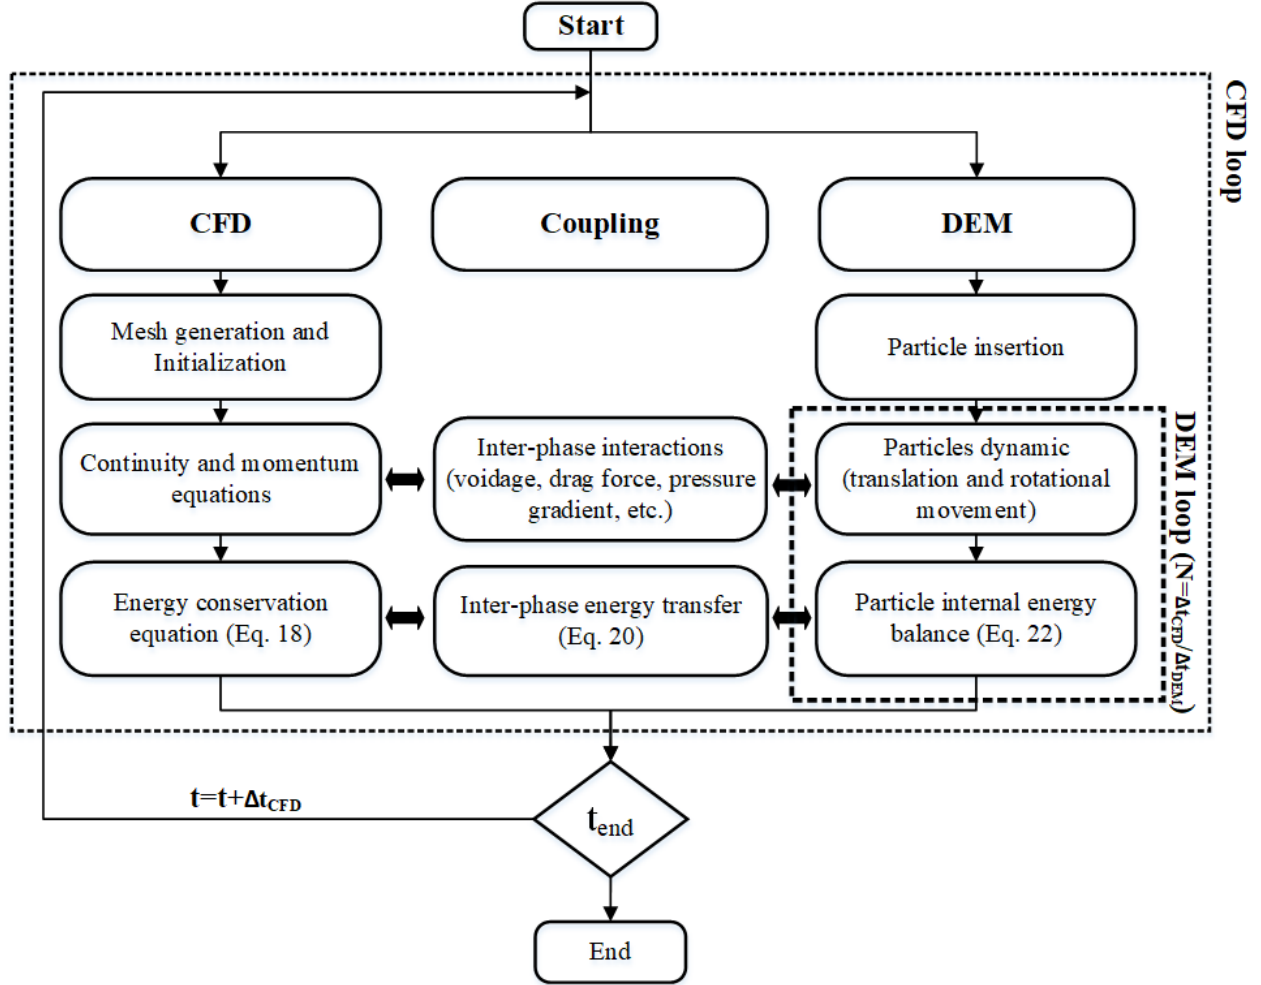 Start
CFD loop
CFD
Coupling
DEM
Mesh generation and
Initialization
Particle insertion
Continuity and momentum
equations
Inter-phase interactions
(voidage, drag force, pressure
gradient, etc.)
Particles dynamic
(translation and rotational
movement)
DEM loop (N=Δt_CFD/Δt_DEM)
Energy conservation
equation (Eq. 18)
Inter-phase energy transfer
(Eq. 20)
Particle internal energy
balance (Eq. 22)
t=t+Δt_CFD
t_end
End